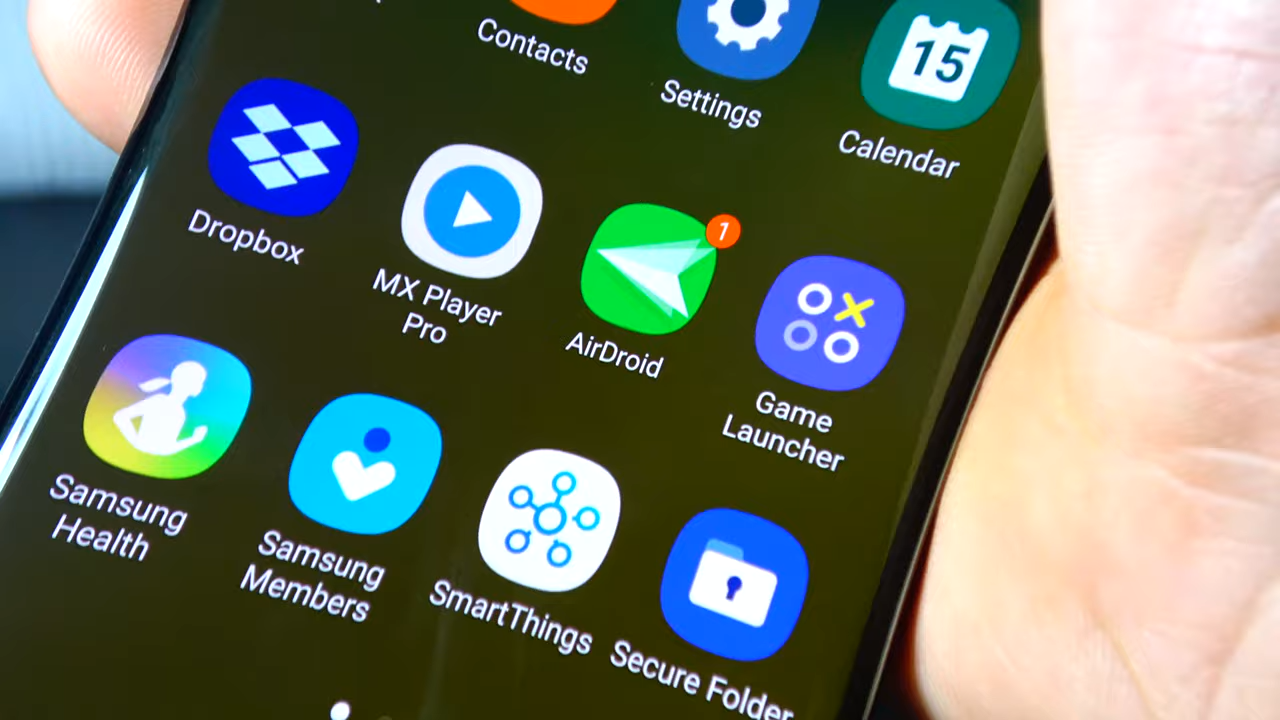 Contacts
Settings
15
Calendar
Dropbox
MX Player
Pro
1
AirDroid
Game
Launcher
Samsung
Health
Samsung
Members
SmartThings
Secure Folder